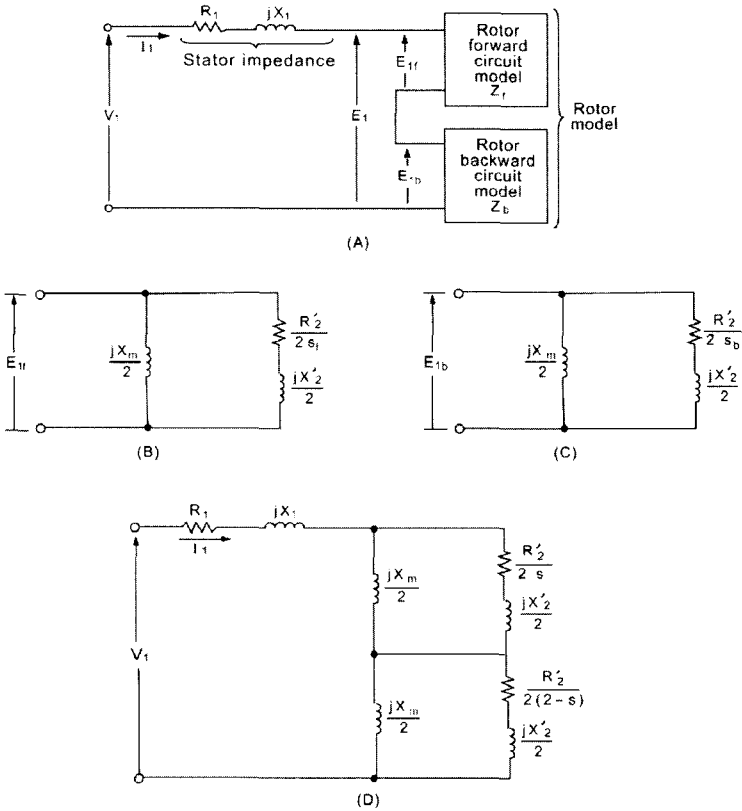 R₁ jX₁
I₁
Stator impedance
V₁
E₁
E₁f
E₁b
Rotor
forward
circuit
model
Zf
Rotor
backward
circuit
model
Zb
Rotor
model
(A)
E₁f
jXm
2
R′2
2 sf
jX′2
2
(B)
E₁b
jXm
2
R′2
2 sb
jX′2
2
(C)
R₁ jX₁
I₁
V₁
jXm
2
R′2
2 s
jX′2
2
jXm
2
R′2
2(2-s)
jX′2
2
(D)